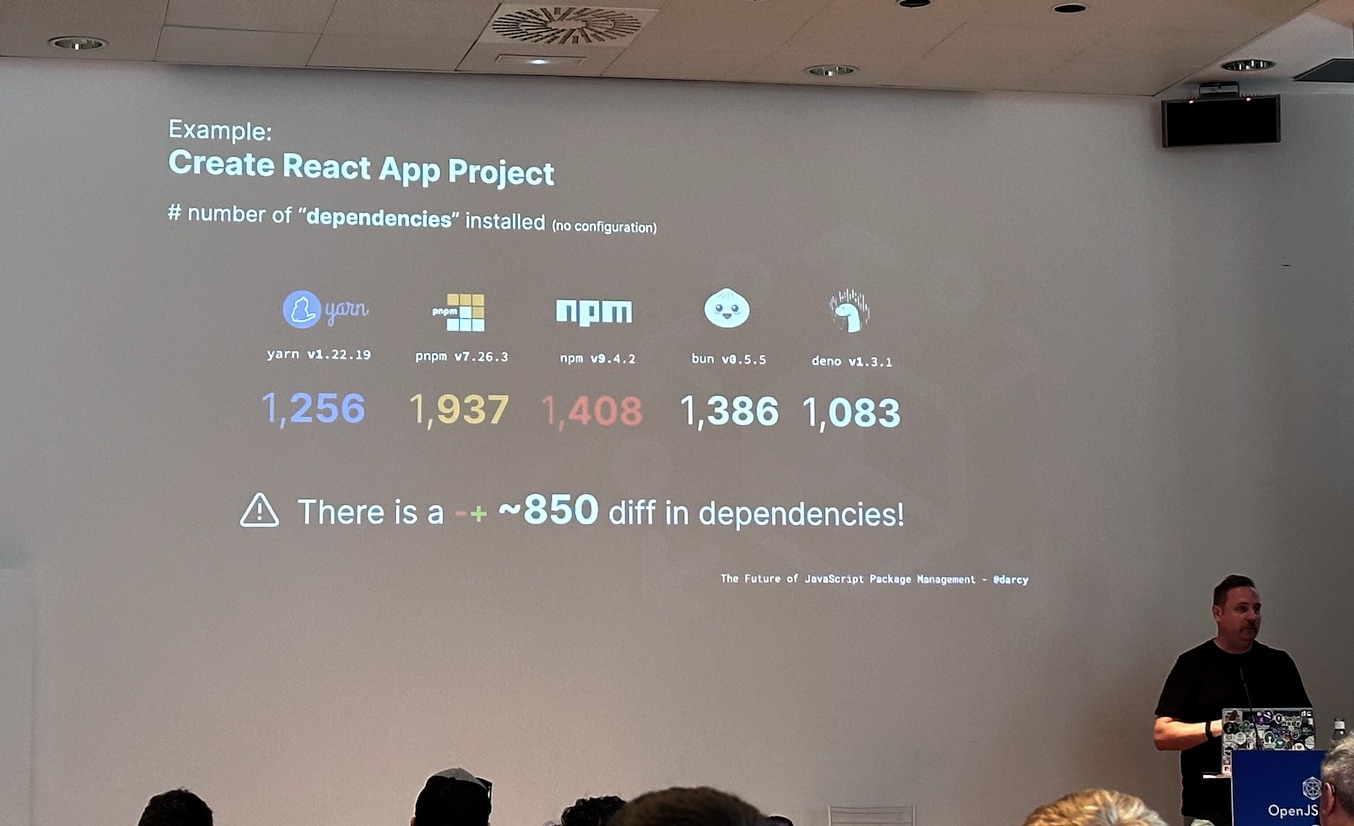 Example:
Create React App Project
# number of “dependencies” installed (no configuration)
yarn
pnpm
npm
yarn v1.22.19
pnpm v7.26.3
npm v9.4.2
bun v0.5.5
deno v1.3.1
1,256
1,937
1,408
1,386
1,083
There is a -+ ~850 diff in dependencies!
The Future of JavaScript Package Management - @darcy
OpenJS